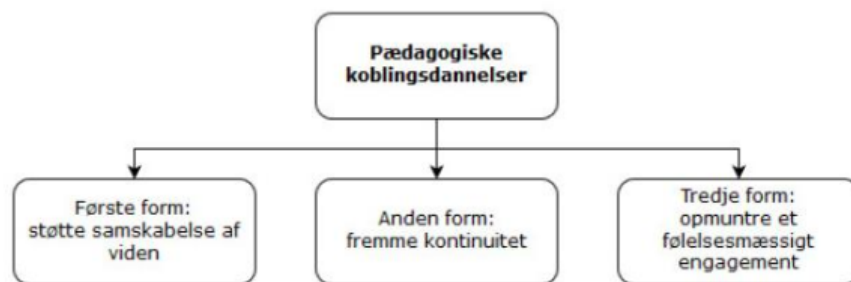 Pædagogiske
koblingsdannelser
Første form:
støtte samskabelse af
viden
Anden form:
fremme kontinuitet
Tredje form:
opmuntre et
følelsesmæssigt
engagement